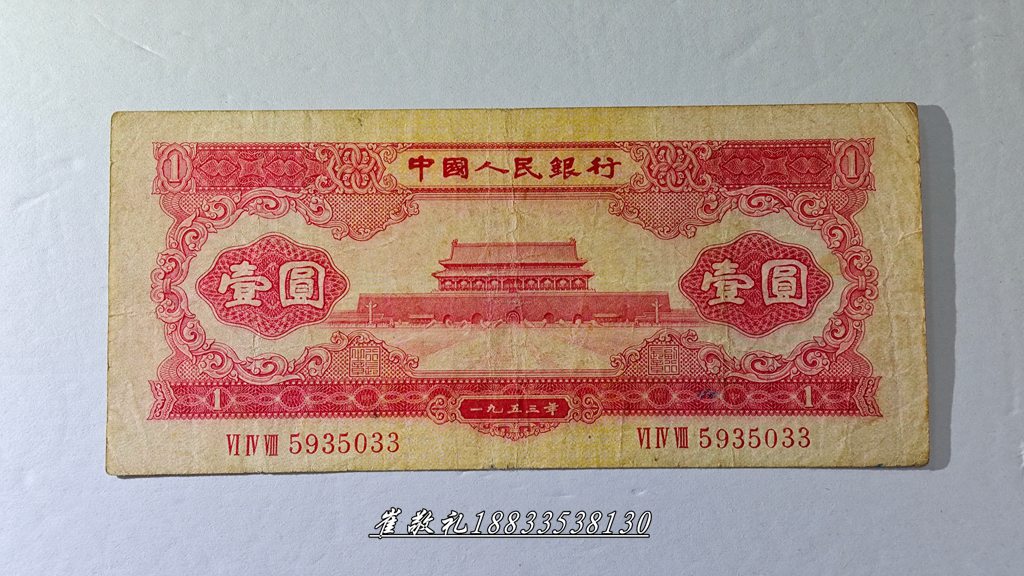 1 中國人民銀行 1
壹圓 壹圓
1 一九五三年 1
VI IV VIII 5935033 VI IV VIII 5935033
崔敬礼18833538130